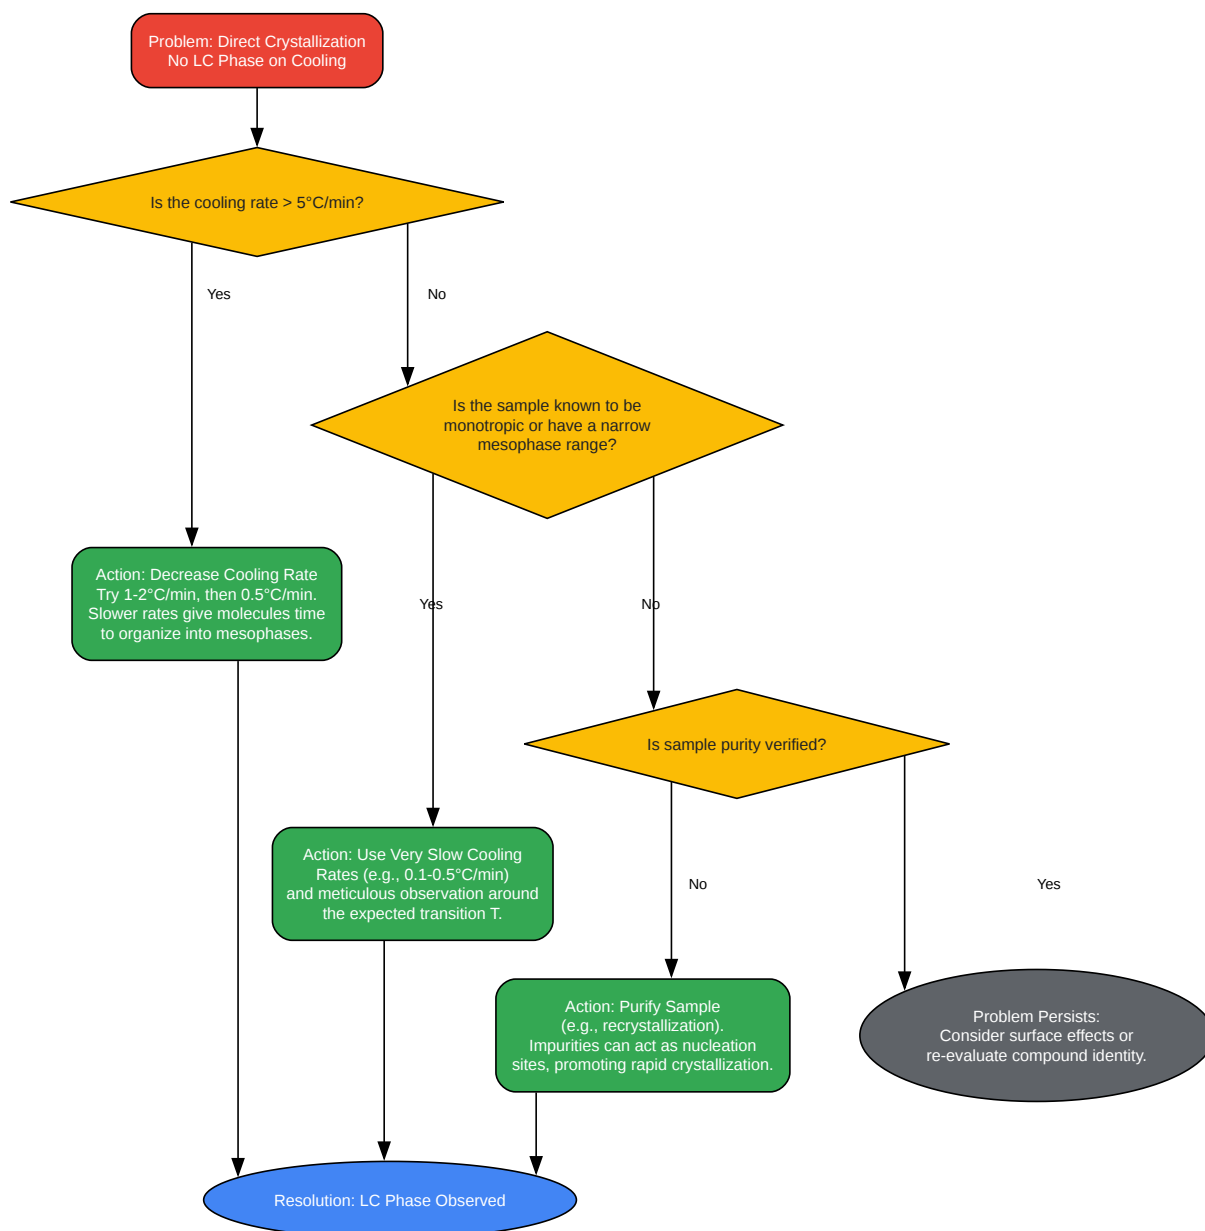 Problem: Direct Crystallization
No LC Phase on Cooling
Is the cooling rate > 5°C/min?
Yes
No
Is the sample known to be
monotropic or have a narrow
mesophase range?
Action: Decrease Cooling Rate
Try 1-2°C/min, then 0.5°C/min.
Slower rates give molecules time
to organize into mesophases.
Yes
No
Is sample purity verified?
Action: Use Very Slow Cooling
Rates (e.g., 0.1-0.5°C/min)
and meticulous observation around
the expected transition T.
No
Yes
Action: Purify Sample
(e.g., recrystallization).
Impurities can act as nucleation
sites, promoting rapid crystallization.
Problem Persists:
Consider surface effects or
re-evaluate compound identity.
Resolution: LC Phase Observed